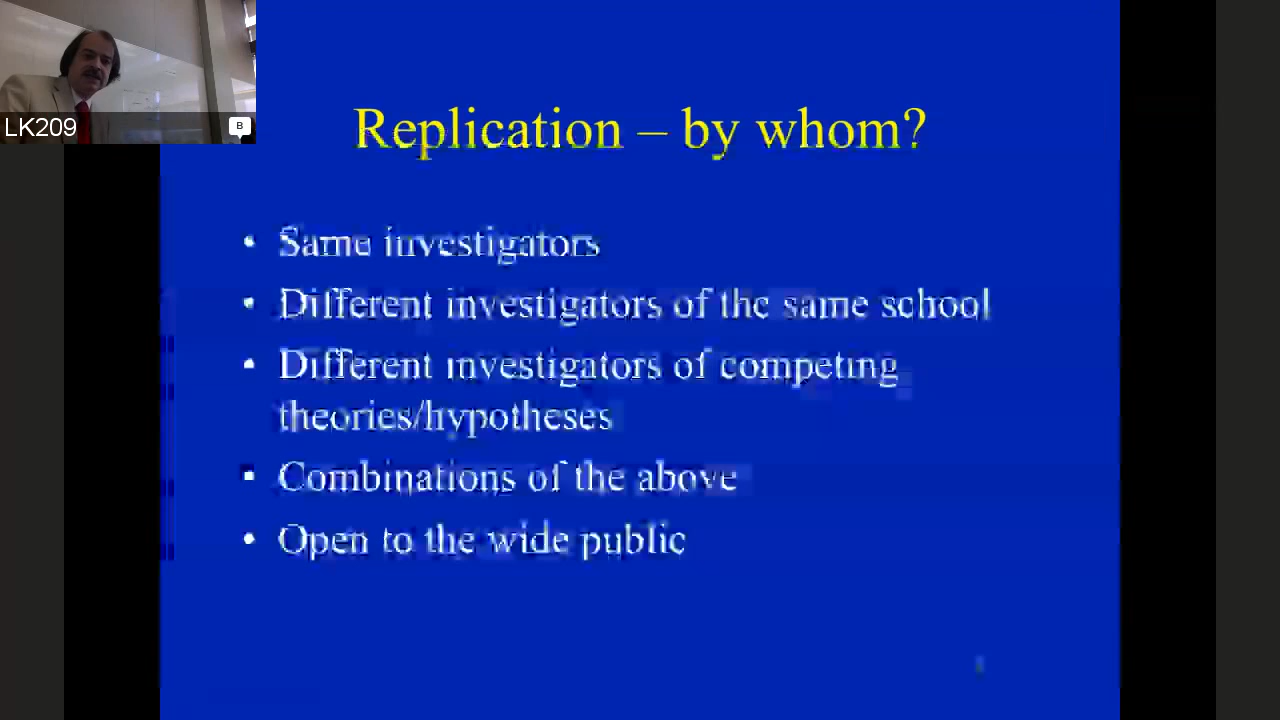 LK209
B
Replication – by whom?
• Same investigators
• Different investigators of the same school
• Different investigators of competing
theories/hypotheses
• Combinations of the above
• Open to the wide public